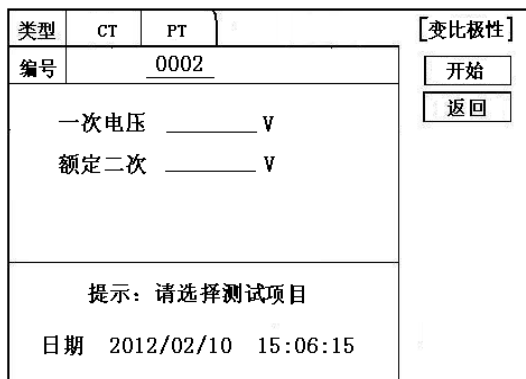 类型 CT PT [变比极性]
编号 0002 开始
返回
一次电压 ________ V
额定二次 ________ V
提示：请选择测试项目
日期 2012/02/10 15:06:15